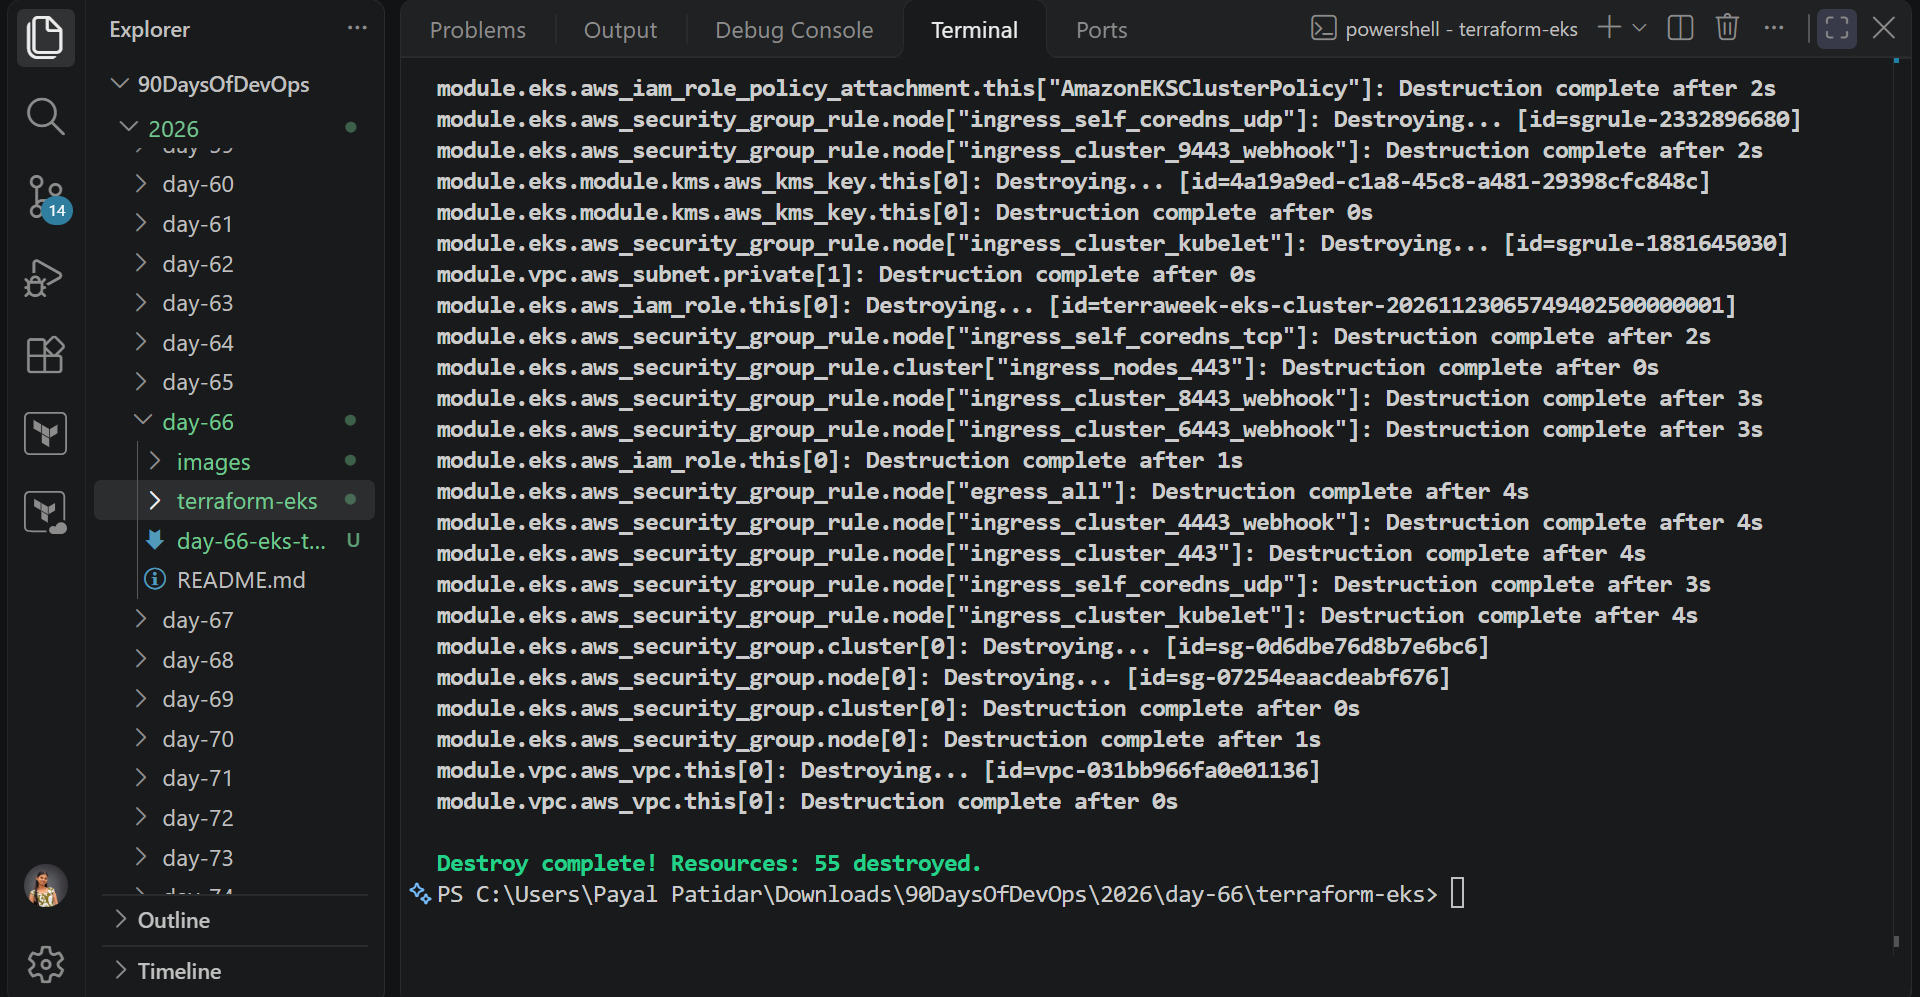 Explorer
90DaysOfDevOps
2026
day-59
day-60
day-61
day-62
day-63
day-64
day-65
day-66
images
terraform-eks
day-66-eks-t... U
README.md
day-67
day-68
day-69
day-70
day-71
day-72
day-73
day-74
Outline
Timeline
14
Problems Output Debug Console Terminal Ports powershell - terraform-eks
module.eks.aws_iam_role_policy_attachment.this["AmazonEKSClusterPolicy"]: Destruction complete after 2s
module.eks.aws_security_group_rule.node["ingress_self_coredns_udp"]: Destroying... [id=sgrule-2332896680]
module.eks.aws_security_group_rule.node["ingress_cluster_9443_webhook"]: Destruction complete after 2s
module.eks.module.kms.aws_kms_key.this[0]: Destroying... [id=4a19a9ed-c1a8-45c8-a481-29398cfc848c]
module.eks.module.kms.aws_kms_key.this[0]: Destruction complete after 0s
module.eks.aws_security_group_rule.node["ingress_cluster_kubelet"]: Destroying... [id=sgrule-1881645030]
module.vpc.aws_subnet.private[1]: Destruction complete after 0s
module.eks.aws_iam_role.this[0]: Destroying... [id=terraweek-eks-cluster-20261123065749402500000001]
module.eks.aws_security_group_rule.node["ingress_self_coredns_tcp"]: Destruction complete after 2s
module.eks.aws_security_group_rule.cluster["ingress_nodes_443"]: Destruction complete after 0s
module.eks.aws_security_group_rule.node["ingress_cluster_8443_webhook"]: Destruction complete after 3s
module.eks.aws_security_group_rule.node["ingress_cluster_6443_webhook"]: Destruction complete after 3s
module.eks.aws_iam_role.this[0]: Destruction complete after 1s
module.eks.aws_security_group_rule.node["egress_all"]: Destruction complete after 4s
module.eks.aws_security_group_rule.node["ingress_cluster_4443_webhook"]: Destruction complete after 4s
module.eks.aws_security_group_rule.node["ingress_cluster_443"]: Destruction complete after 4s
module.eks.aws_security_group_rule.node["ingress_self_coredns_udp"]: Destruction complete after 3s
module.eks.aws_security_group_rule.node["ingress_cluster_kubelet"]: Destruction complete after 4s
module.eks.aws_security_group.cluster[0]: Destroying... [id=sg-0d6dbe76d8b7e6bc6]
module.eks.aws_security_group.node[0]: Destroying... [id=sg-07254eaacdeabf676]
module.eks.aws_security_group.cluster[0]: Destruction complete after 0s
module.eks.aws_security_group.node[0]: Destruction complete after 1s
module.vpc.aws_vpc.this[0]: Destroying... [id=vpc-031bb966fa0e01136]
module.vpc.aws_vpc.this[0]: Destruction complete after 0s
Destroy complete! Resources: 55 destroyed.
PS C:\Users\Payal Patidar\Downloads\90DaysOfDevOps\2026\day-66\terraform-eks>